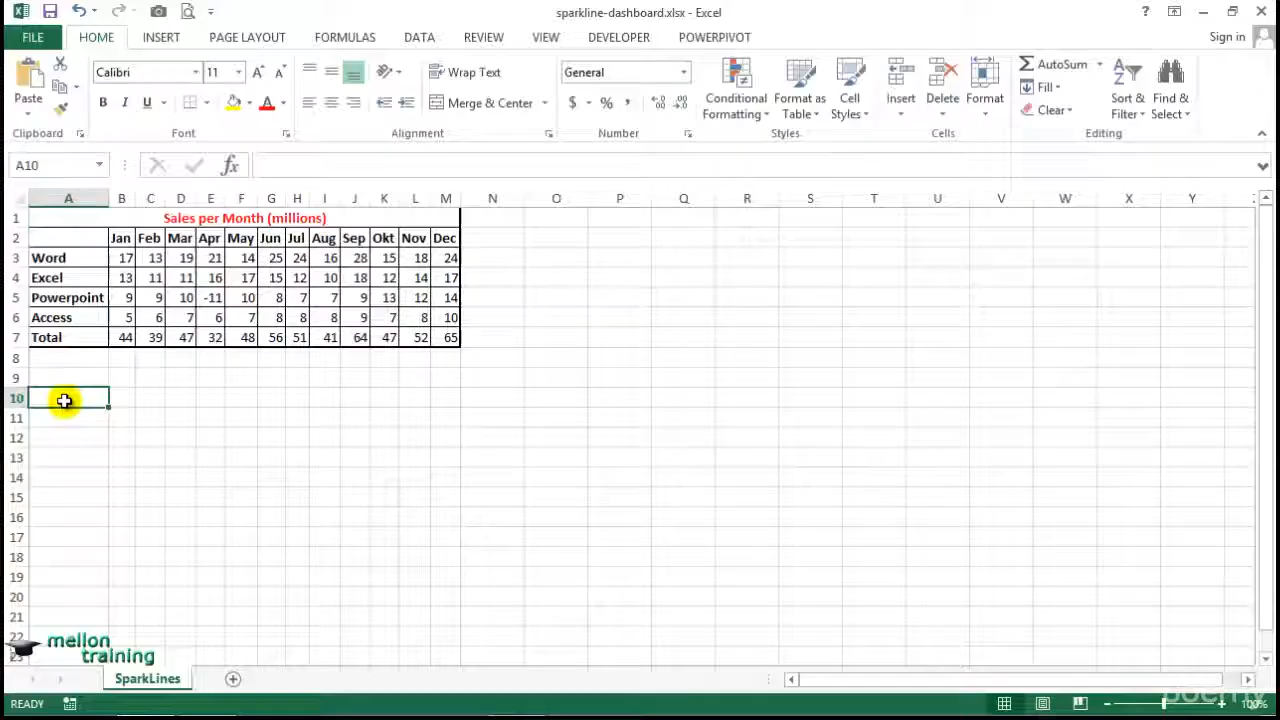 sparkline-dashboard.xlsx - Excel
FILE HOME INSERT PAGE LAYOUT FORMULAS DATA REVIEW VIEW DEVELOPER POWERPIVOT Sign in
Paste
Clipboard
Calibri 11
B I U
Font
Wrap Text
Merge & Center
Alignment
General
$ % ,
Number
Conditional Formatting
Format as Table
Cell Styles
Styles
Insert Delete Format
Cells
AutoSum
Fill
Clear
Sort & Filter
Find & Select
Editing
A10 fx
A B C D E F G H I J K L M N O P Q R S T U V W X Y
1 Sales per Month (millions)
2 Jan Feb Mar Apr May Jun Jul Aug Sep Okt Nov Dec
3 Word 17 13 19 21 14 25 24 16 28 15 18 24
4 Excel 13 11 11 16 17 15 12 10 18 12 14 17
5 Powerpoint 9 9 10 -11 10 8 7 7 9 13 12 14
6 Access 5 6 7 6 7 8 8 8 9 7 8 10
7 Total 44 39 47 32 48 56 51 41 64 47 52 65
8
9
10
11
12
13
14
15
16
17
18
19
20
21
22
23
mellon
training
SparkLines
READY 100%